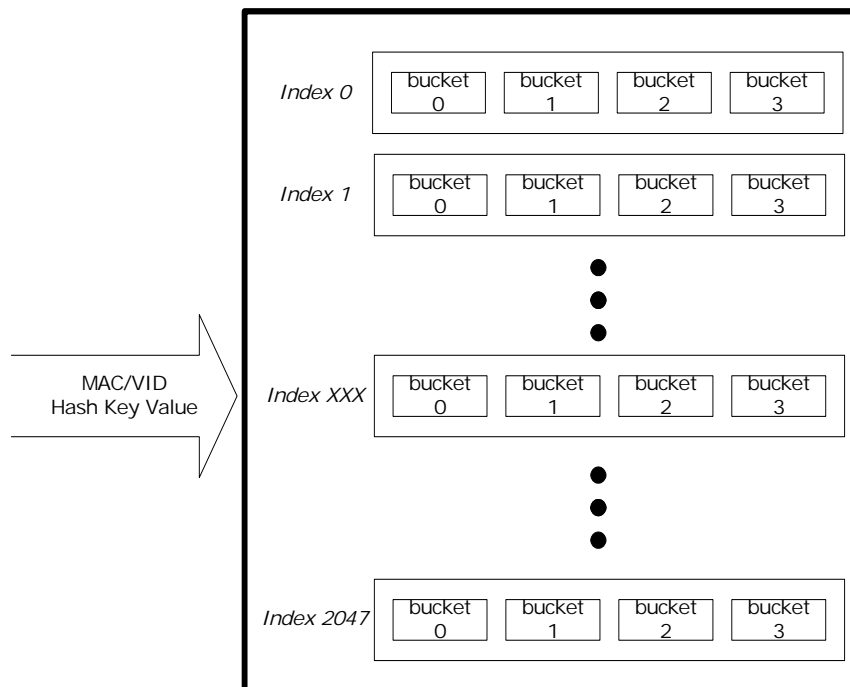 Index 0
bucket 0
bucket 1
bucket 2
bucket 3
Index 1
bucket 0
bucket 1
bucket 2
bucket 3
MAC/VID
Hash Key Value
Index XXX
bucket 0
bucket 1
bucket 2
bucket 3
Index 2047
bucket 0
bucket 1
bucket 2
bucket 3